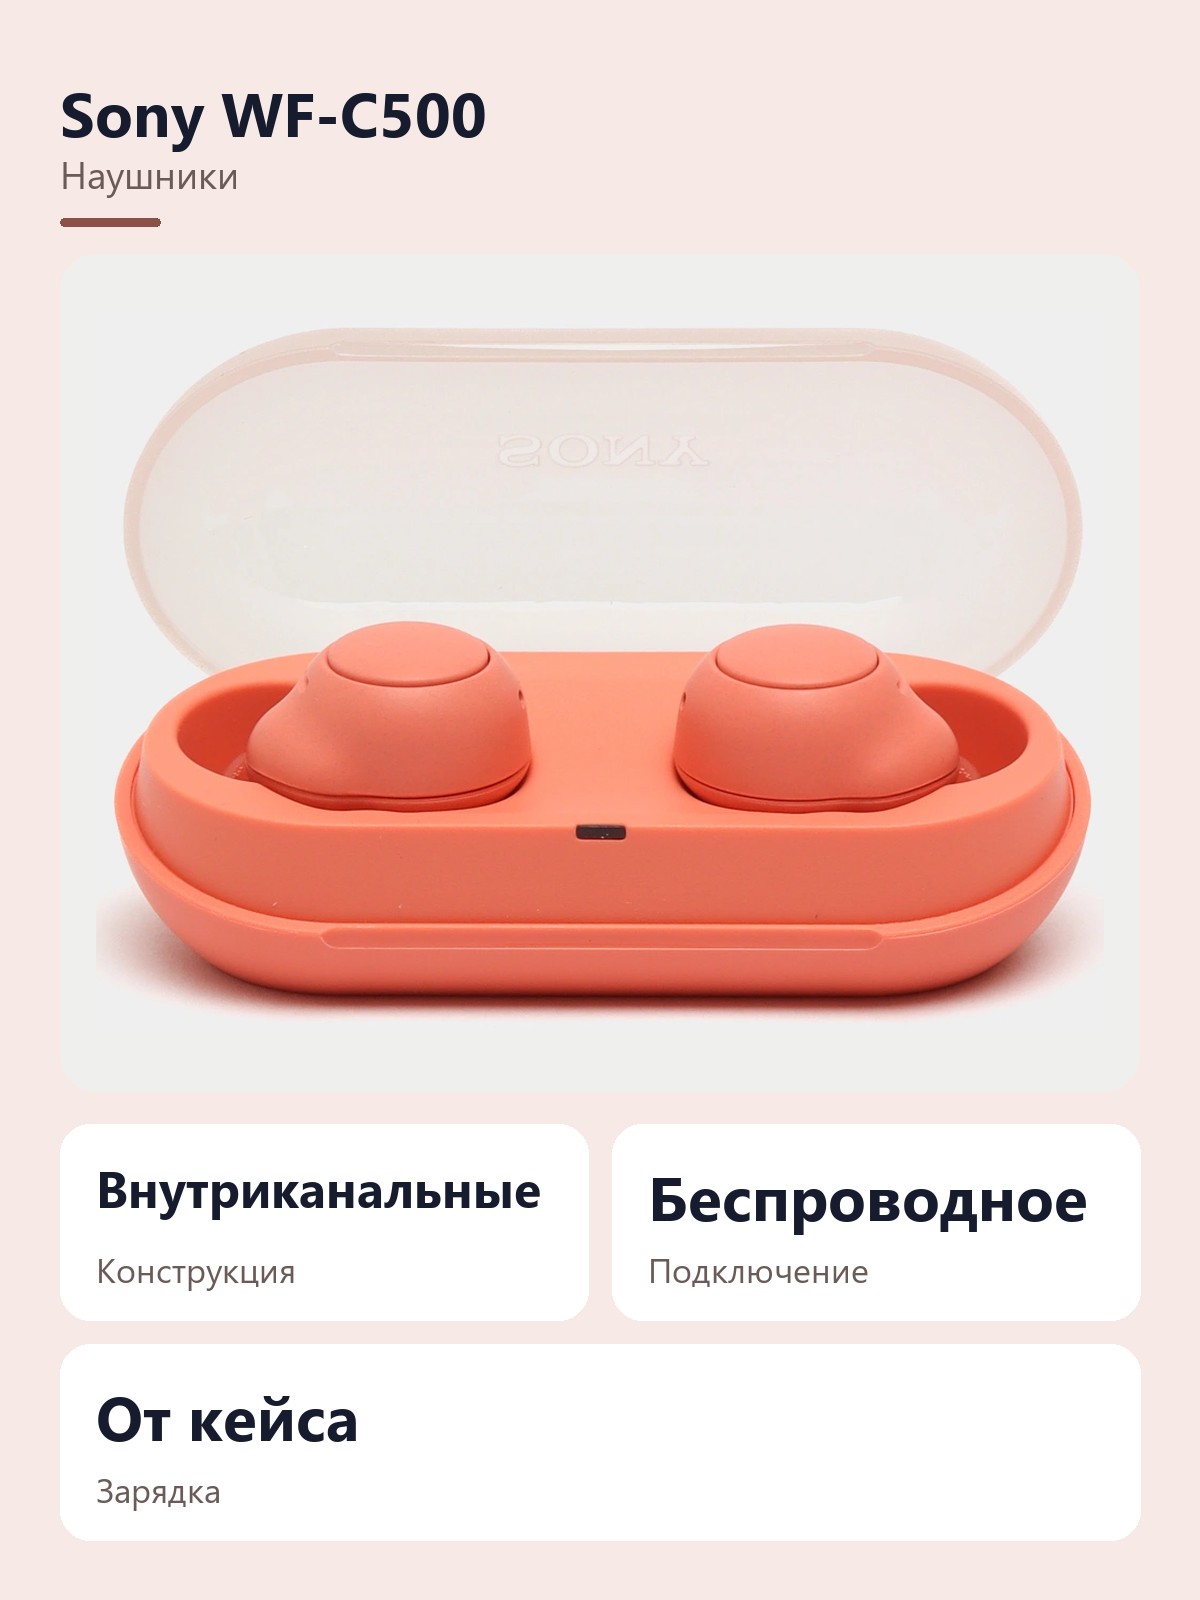 Sony WF-C500
Наушники
SONY
Внутриканальные
Конструкция
Беспроводное
Подключение
От кейса
Зарядка